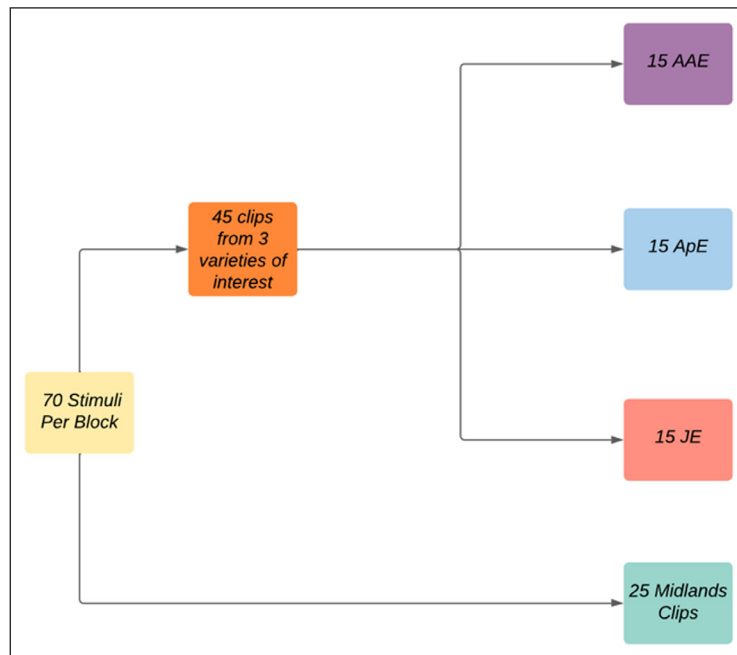 15 AAE
45 clips
from 3
varieties of
interest
15 ApE
70 Stimuli
Per Block
15 JE
25 Midlands
Clips